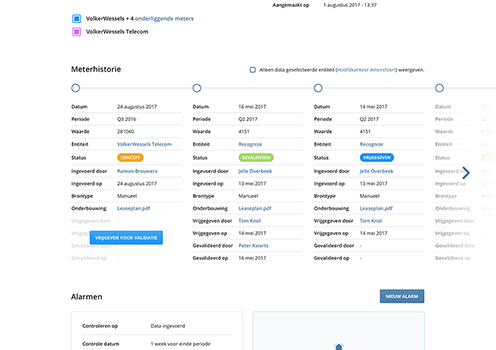 Aangemaakt op 1 augustus 2017 - 13:37
VolkerWessels + 4 onderliggende meters
VolkerWessels Telecom
Meterhistorie
Alleen data geselecteerde entiteit (Hoofdkantoor Amersfoort) weergeven.
Datum 24 augustus 2017 Datum 16 mei 2017 Datum 14 mei 2017 Datum
Periode Q3 2016 Periode Q2 2017 Periode Q2 2017 Periode
Waarde 281040 Waarde 4151 Waarde 4151 Waarde
Entiteit VolkerWessels Telecom Entiteit Recognize Entiteit Recognize Entiteit
Status CONCEPT Status GEVALIDEERD Status VRIJGEGEVEN Status
Ingevoerd door Ramon Brouwers Ingevoerd door Jelle Overbeek Ingevoerd door Jelle Overbeek Ingevoerd door
Ingevoerd op 24 augustus 2017 Ingevoerd op 13 mei 2017 Ingevoerd op 13 mei 2017 Ingevoerd op
Brontype Manueel Brontype Manueel Brontype Manueel Brontype
Onderbouwing Leaseplan.pdf Onderbouwing Leaseplan.pdf Onderbouwing Leaseplan.pdf Onderbouwing
Vrijgegeven door - Vrijgegeven door Tom Knol Vrijgegeven door Tom Knol Vrijgegeven door
Vrijgegeven op 14 mei 2017 Vrijgegeven op 14 mei 2017 Vrijgegeven op
VRIJGEVEN VOOR VALIDATIE
Gevalideerd door Peter Kwarts Gevalideerd door - Gevalideerd door
Gevalideerd op - Gevalideerd op 16 mei 2017 Gevalideerd op - Gevalideerd op
Alarmen
NIEUW ALARM
Controleren op Data ingevoerd
Controle datum 1 week voor einde periode